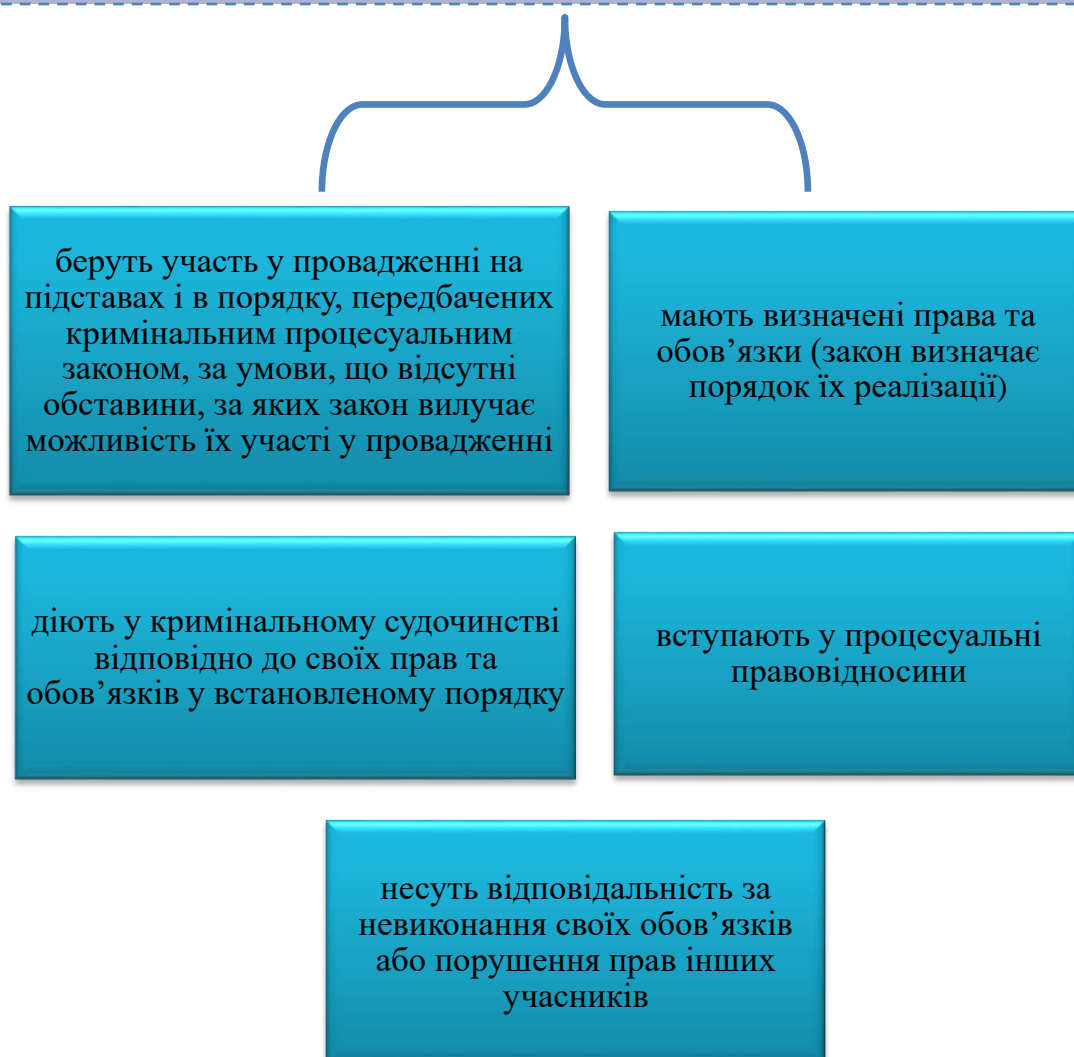 беруть участь у провадженні на
підставах і в порядку, передбачених
кримінальним процесуальним
законом, за умови, що відсутні
обставини, за яких закон вилучає
можливість їх участі у провадженні
мають визначені права та
обов’язки (закон визначає
порядок їх реалізації)
діють у кримінальному судочинстві
відповідно до своїх прав та
обов’язків у встановленому порядку
вступають у процесуальні
правовідносини
несуть відповідальність за
невиконання своїх обов’язків
або порушення прав інших
учасників